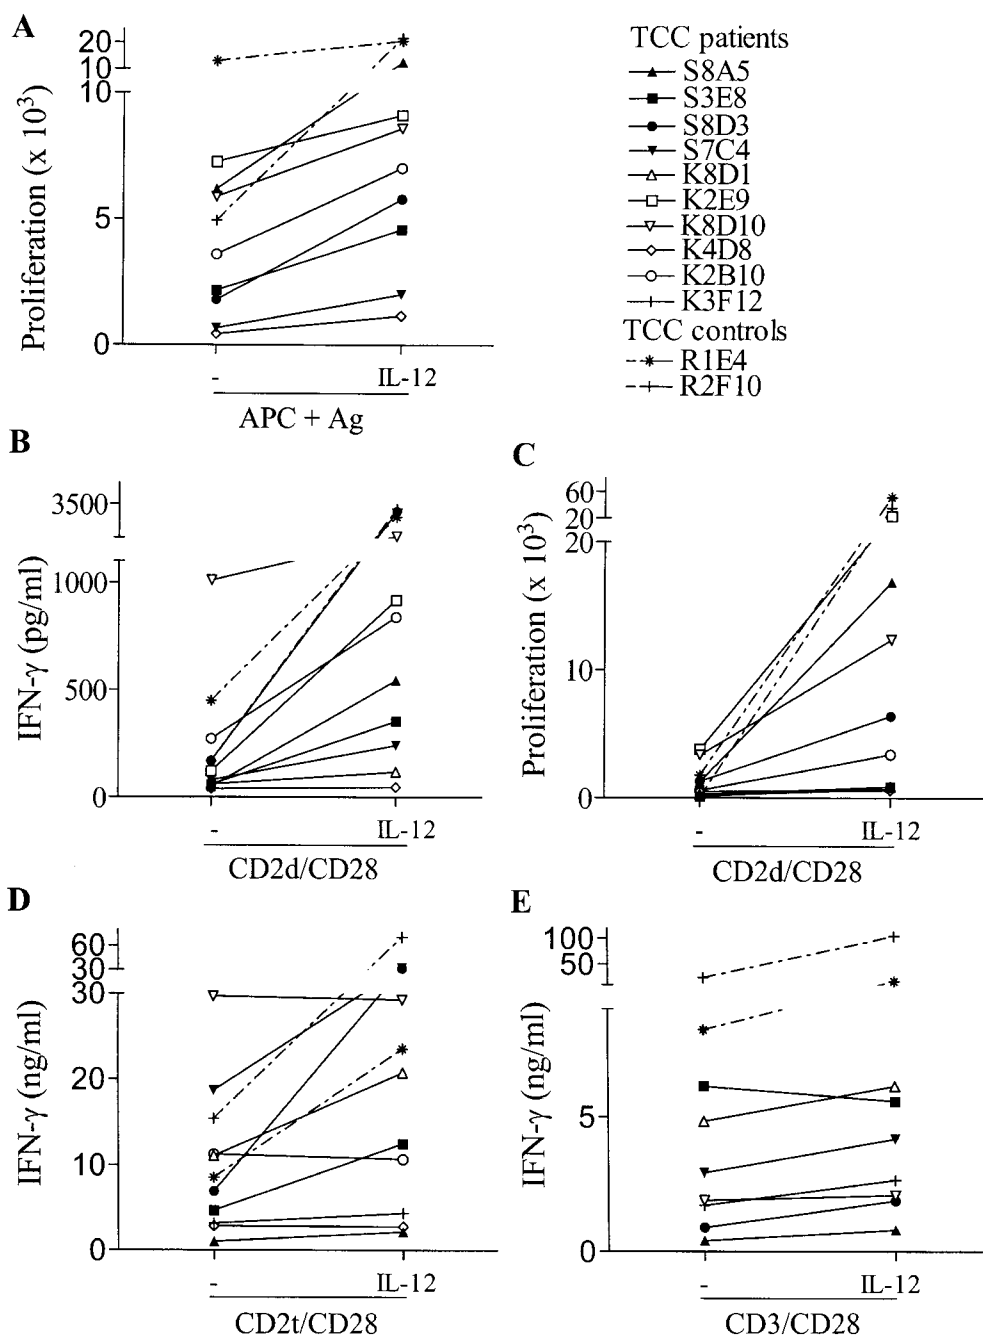 A
Proliferation (x 10³)
20
10
10
5
0
-
IL-12
APC + Ag
TCC patients
S8A5
S3E8
S8D3
S7C4
K8D1
K2E9
K8D10
K4D8
K2B10
K3F12
TCC controls
R1E4
R2F10
B
IFN-γ (pg/ml)
3500
1000
500
0
-
IL-12
CD2d/CD28
C
Proliferation (x 10³)
60
20
20
10
0
-
IL-12
CD2d/CD28
D
IFN-γ (ng/ml)
60
30
30
20
10
0
-
IL-12
CD2t/CD28
E
IFN-γ (ng/ml)
100
50
5
0
-
IL-12
CD3/CD28